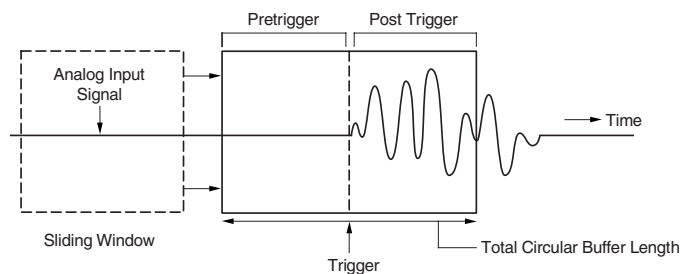 Pretrigger
Post Trigger
Analog Input
Signal
Time
Sliding Window
Total Circular Buffer Length
Trigger